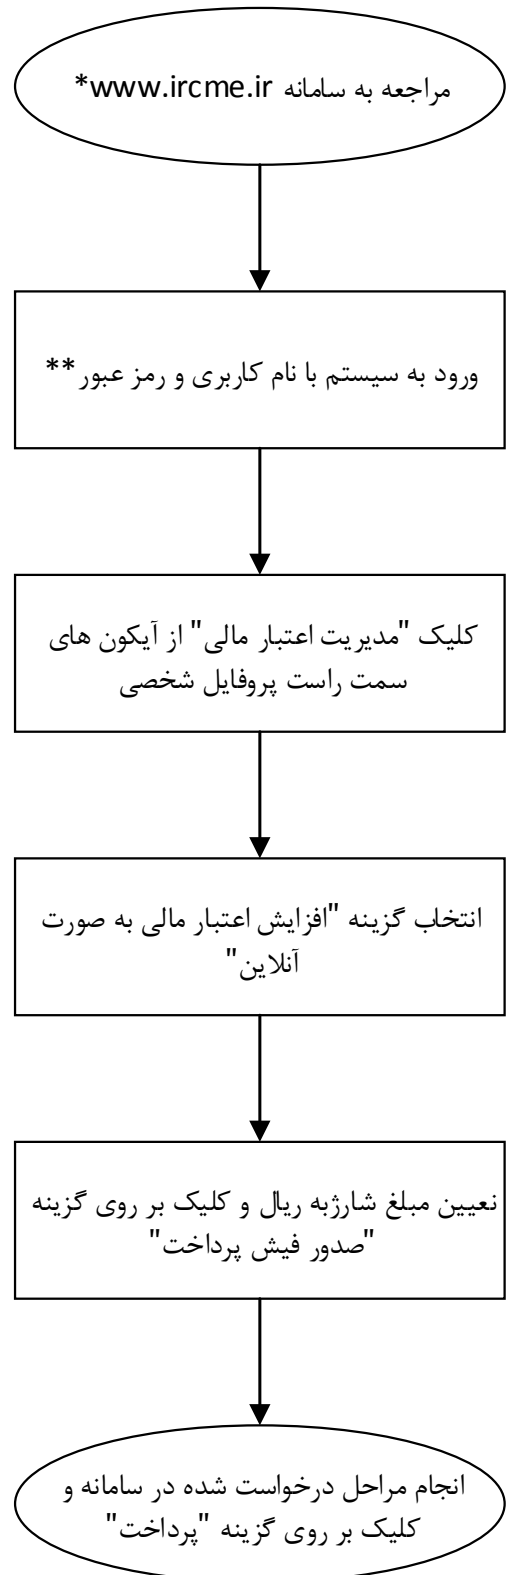 مراجعه به سامانه www.ircme.ir*
ورود به سیستم با نام کاربری و رمز عبور**
کلیک "مدیریت اعتبار مالی" از آیکون های
سمت راست پروفایل شخصی
انتخاب گزینه "افزایش اعتبار مالی به صورت
آنلاین"
نعیین مبلغ شارژبه ریال و کلیک بر روی گزینه
"صدور فیش پرداخت"
انجام مراحل درخواست شده در سامانه و
کلیک بر روی گزینه "پرداخت"